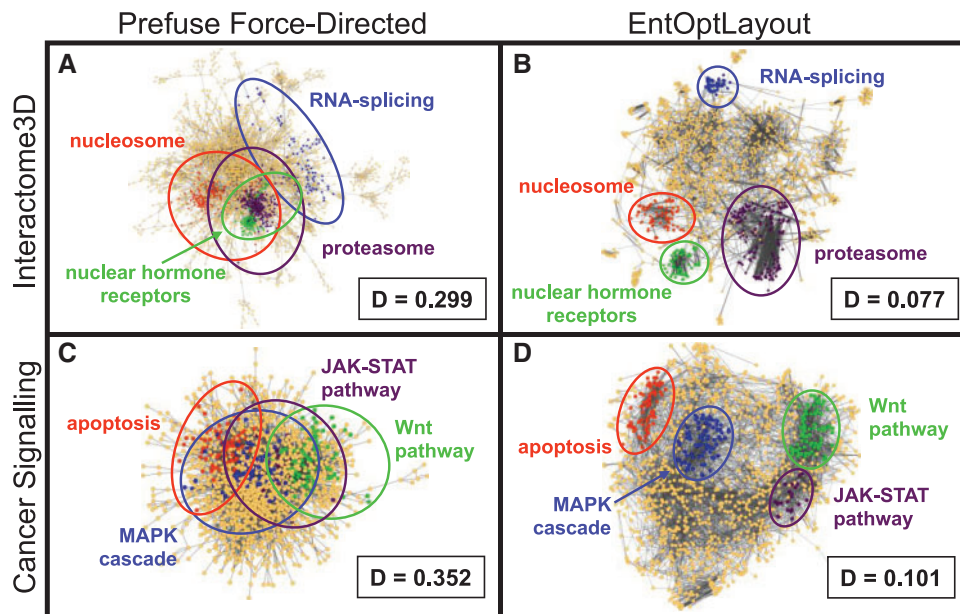 Prefuse Force-Directed
EntOptLayout
Interactome3D
A
RNA-splicing
nucleosome
proteasome
nuclear hormone
receptors
D = 0.299
B
RNA-splicing
nucleosome
proteasome
nuclear hormone
receptors
D = 0.077
Cancer Signalling
C
JAK-STAT
pathway
apoptosis
Wnt
pathway
MAPK
cascade
D = 0.352
D
Wnt
pathway
apoptosis
MAPK
cascade
JAK-STAT
pathway
D = 0.101